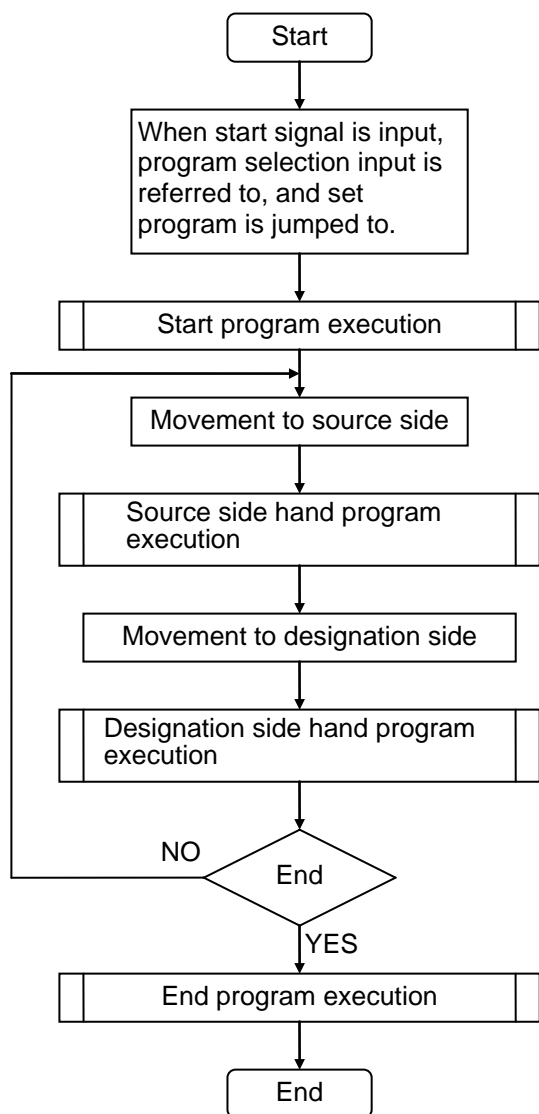 Start
When start signal is input,
program selection input is
referred to, and set
program is jumped to.
Start program execution
Movement to source side
Source side hand program
execution
Movement to designation side
Designation side hand program
execution
NO
End
YES
End program execution
End